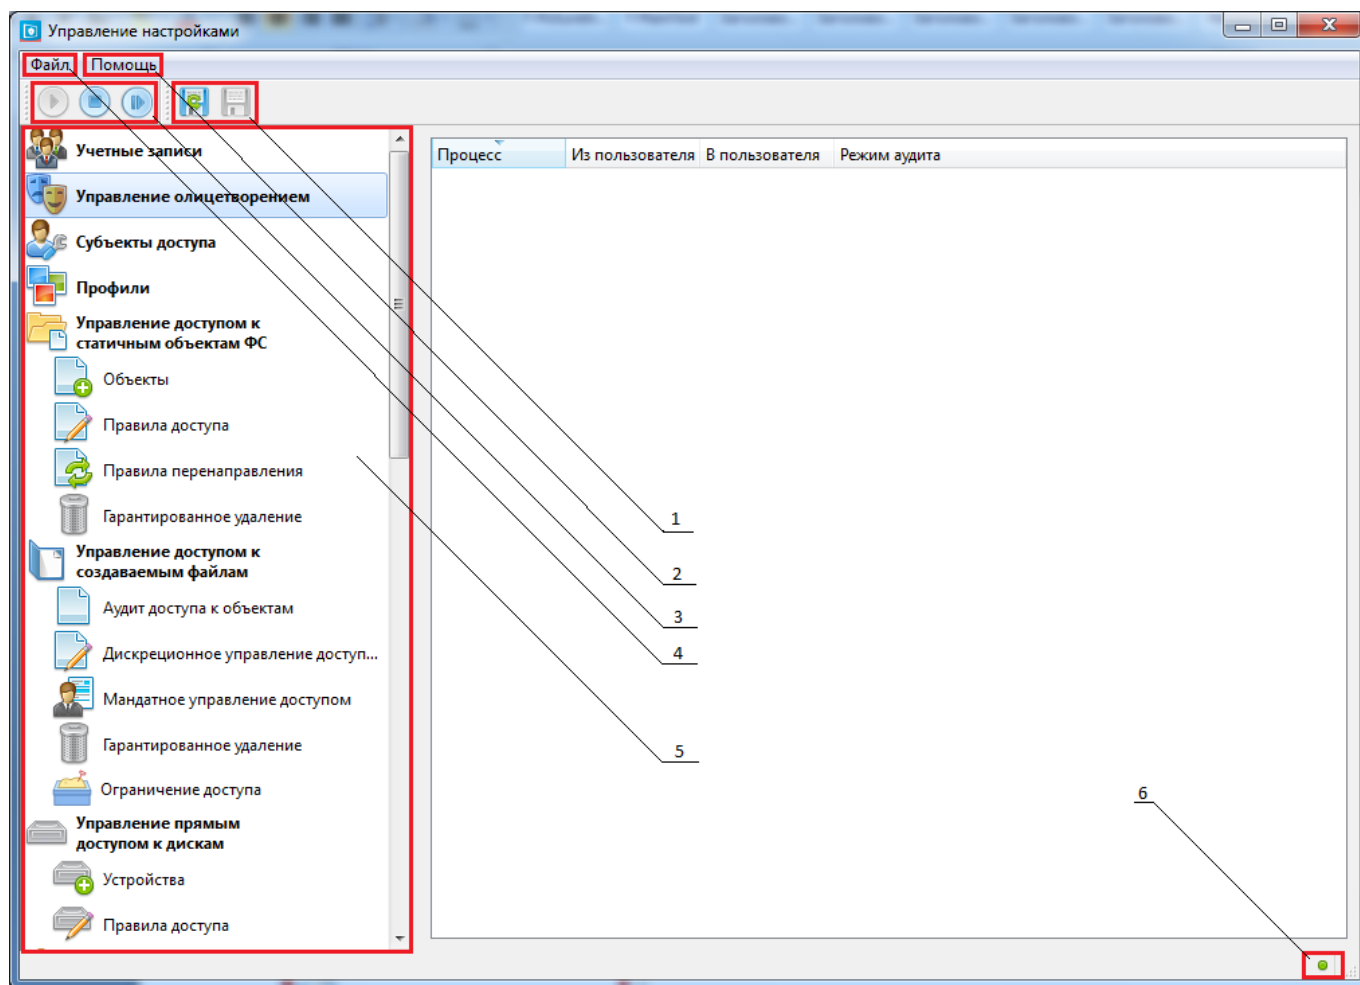 Управление настройками
Файл Помощь
Учетные записи
Управление олицетворением
Субъекты доступа
Профили
Управление доступом к
статичным объектам ФС
Объекты
Правила доступа
Правила перенаправления
Гарантированное удаление
Управление доступом к
создаваемым файлам
Аудит доступа к объектам
Дискреционное управление доступ...
Мандатное управление доступом
Гарантированное удаление
Ограничение доступа
Управление прямым
доступом к дискам
Устройства
Правила доступа
Процесс Из пользователя В пользователя Режим аудита
1
2
3
4
5
6